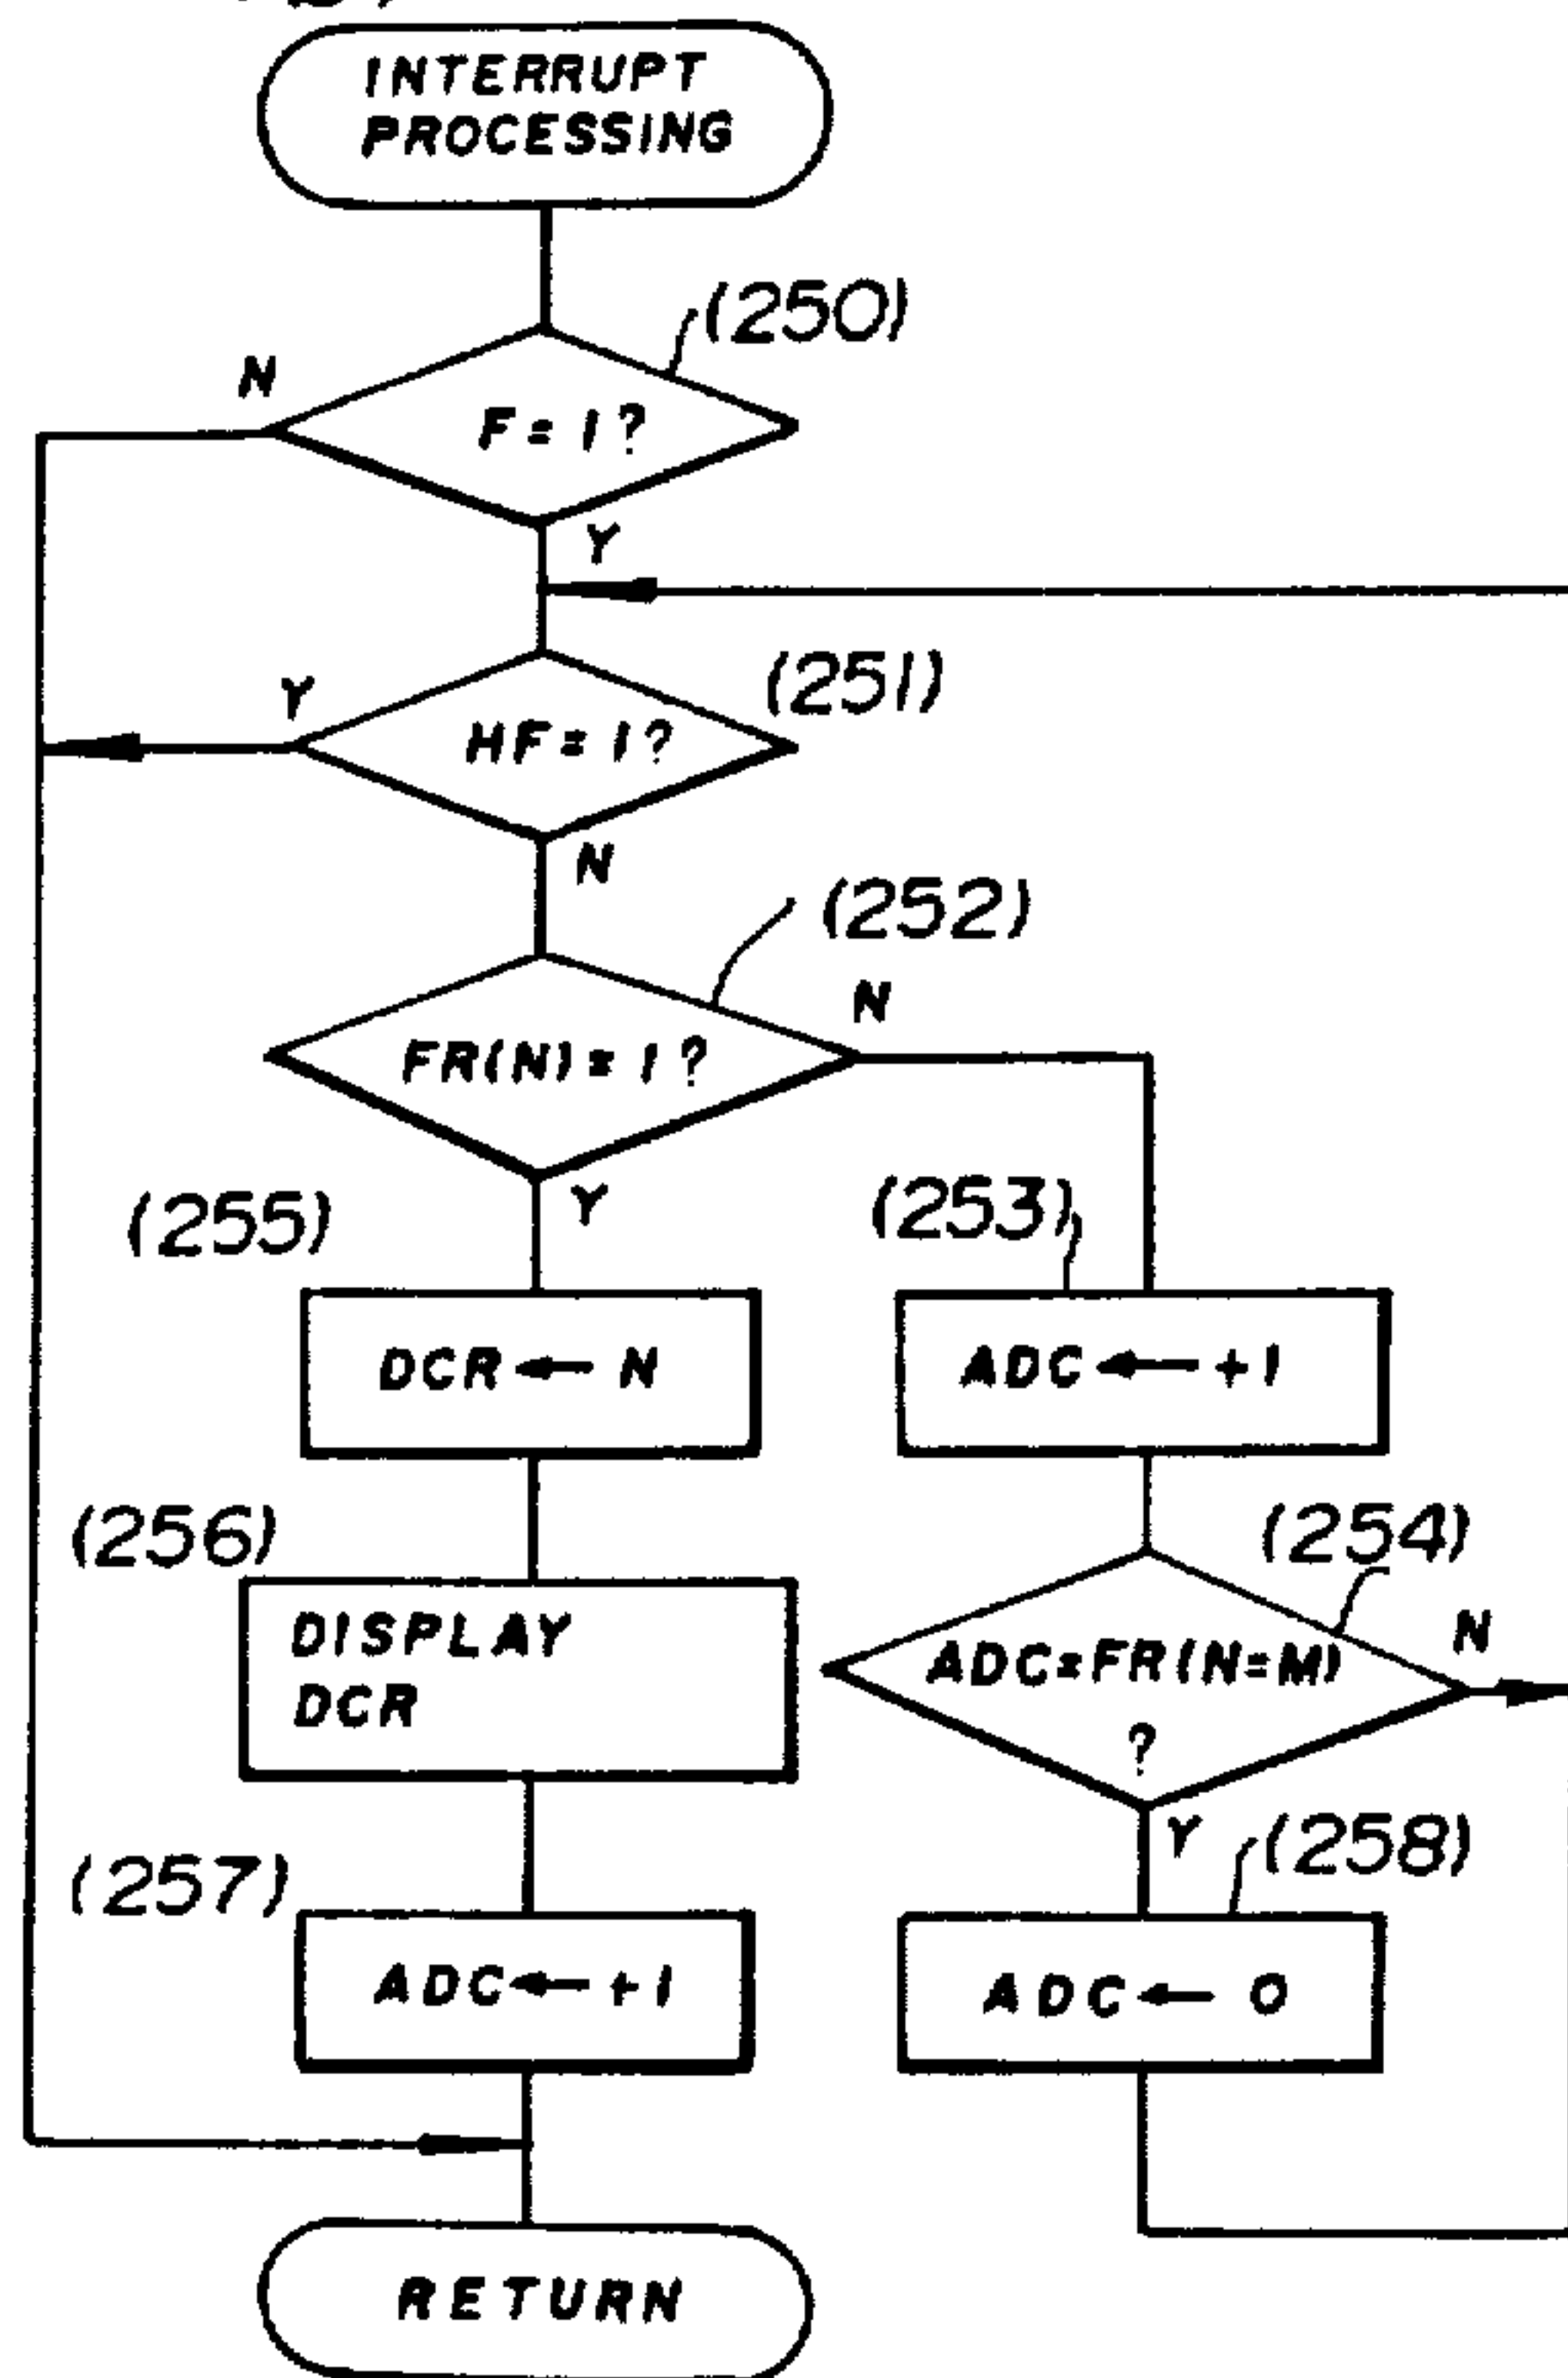 INTERRUPT
PROCESSING
(250)
N
F=1?
Y
(251)
Y
HF=1?
N
(252)
N
FR(N)=1?
Y
(255)
(253)
DCR← N
ADC←+1
(256)
(254)
DISPLAY
DCR
ADC=FR(N=M)
?
N
Y
(258)
(257)
ADC←+1
ADC← 0
RETURN